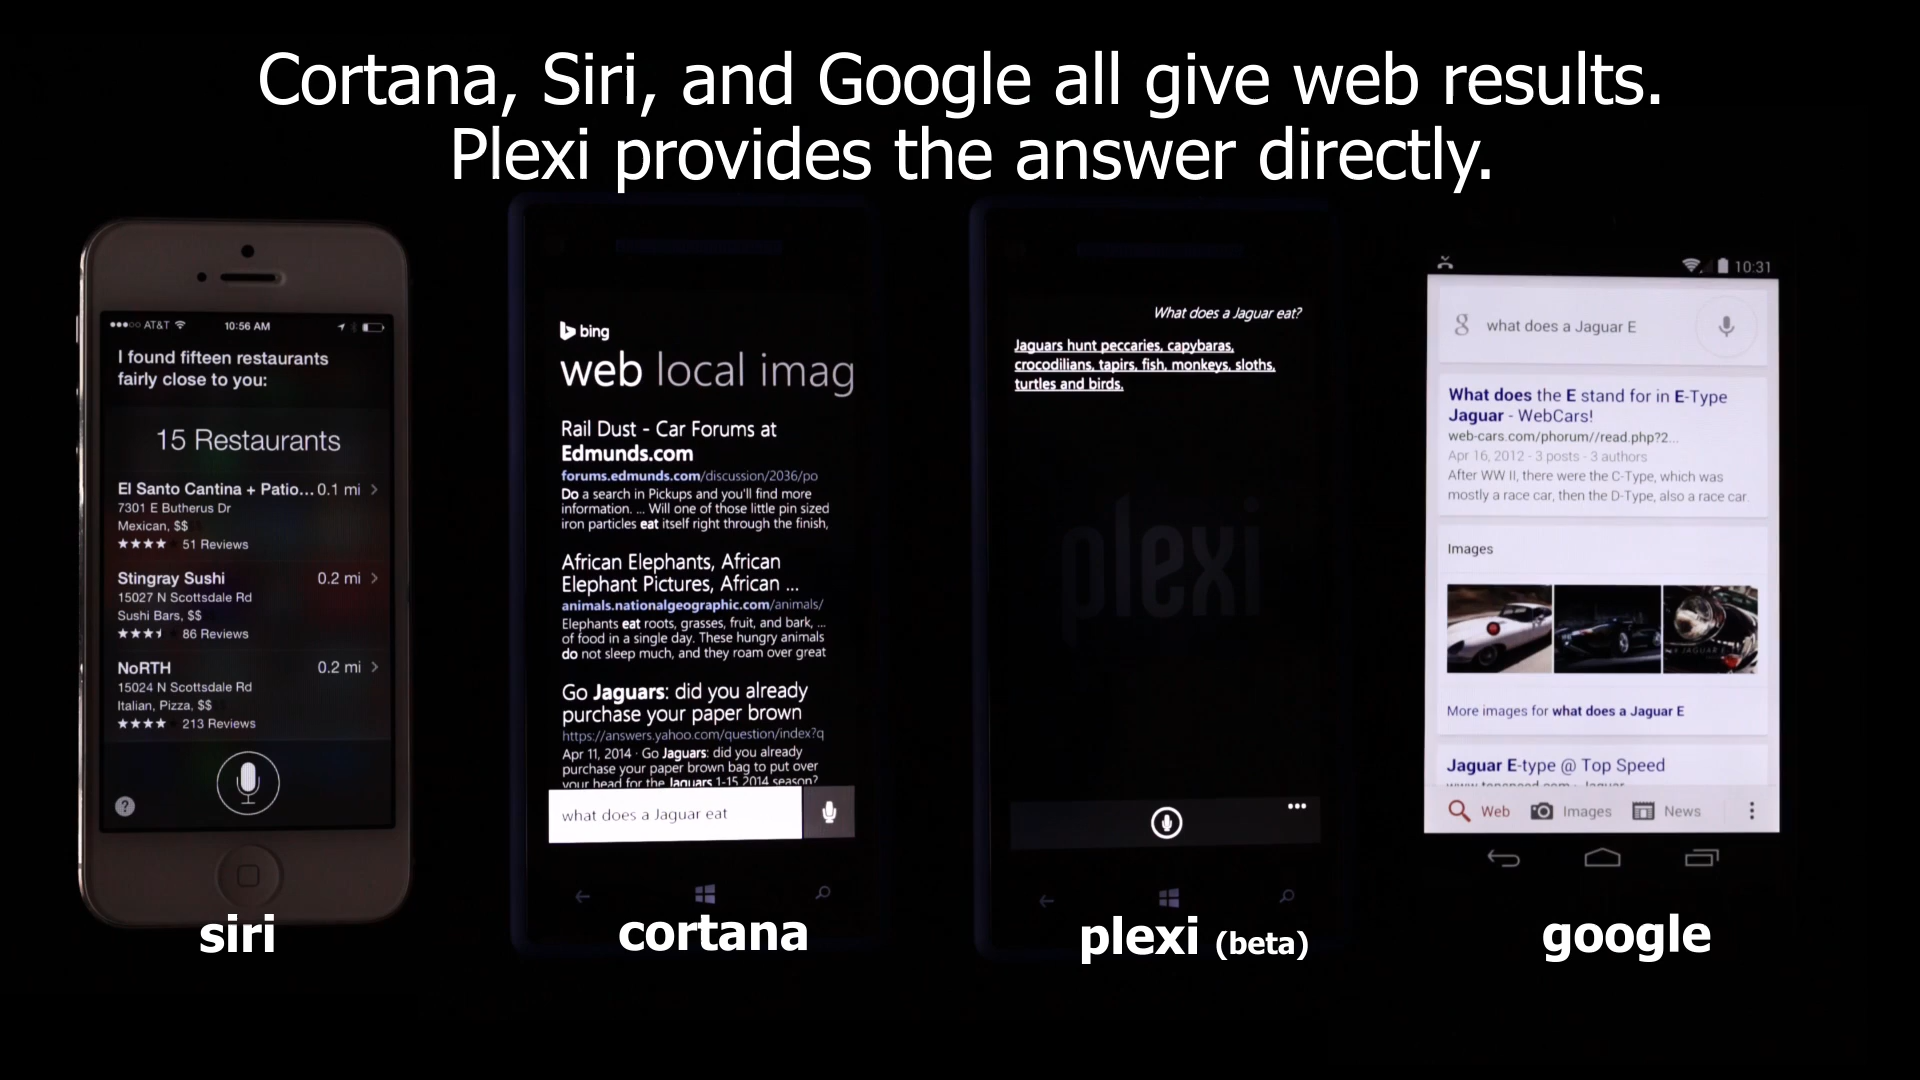 Cortana, Siri, and Google all give web results.
Plexi provides the answer directly.
●●●○○ AT&T
10:56 AM
I found fifteen restaurants
fairly close to you:
15 Restaurants
El Santo Cantina + Patio... 0.1 mi >
7301 E Butherus Dr
Mexican, $$
★★★★ 51 Reviews
Stingray Sushi 0.2 mi >
15027 N Scottsdale Rd
Sushi Bars, $$
86 Reviews
NoRTH 0.2 mi >
15024 N Scottsdale Rd
Italian, Pizza, $$
★★★★ 213 Reviews
?
siri
bing
web local imag
Rail Dust - Car Forums at
Edmunds.com
forums.edmunds.com/discussion/2036/po
Do a search in Pickups and you'll find more
information. ... Will one of those little pin sized
iron particles eat itself right through the finish,
African Elephants, African
Elephant Pictures, African ...
animals.nationalgeographic.com/animals/
Elephants eat roots, grasses, fruit, and bark, ...
of food in a single day. These hungry animals
do not sleep much, and they roam over great
Go Jaguars: did you already
purchase your paper brown
https://answers.yahoo.com/question/index?q
Apr 11, 2014 · Go Jaguars: did you already
purchase your paper brown bag to put over
your head for the Jaguars 1-15 2014 season?
what does a Jaguar eat
cortana
What does a Jaguar eat?
Jaguars hunt peccaries, capybaras,
crocodilians, tapirs, fish, monkeys, sloths,
turtles and birds.
plexi
plexi (beta)
10:31
g what does a Jaguar E
What does the E stand for in E-Type
Jaguar - WebCars!
web-cars.com/phorum//read.php?2...
Apr 16, 2012 - 3 posts - 3 authors
After WW II, there were the C-Type, which was
mostly a race car, then the D-Type, also a race car
Images
More images for what does a Jaguar E
Jaguar E-type @ Top Speed
Web Images News
google